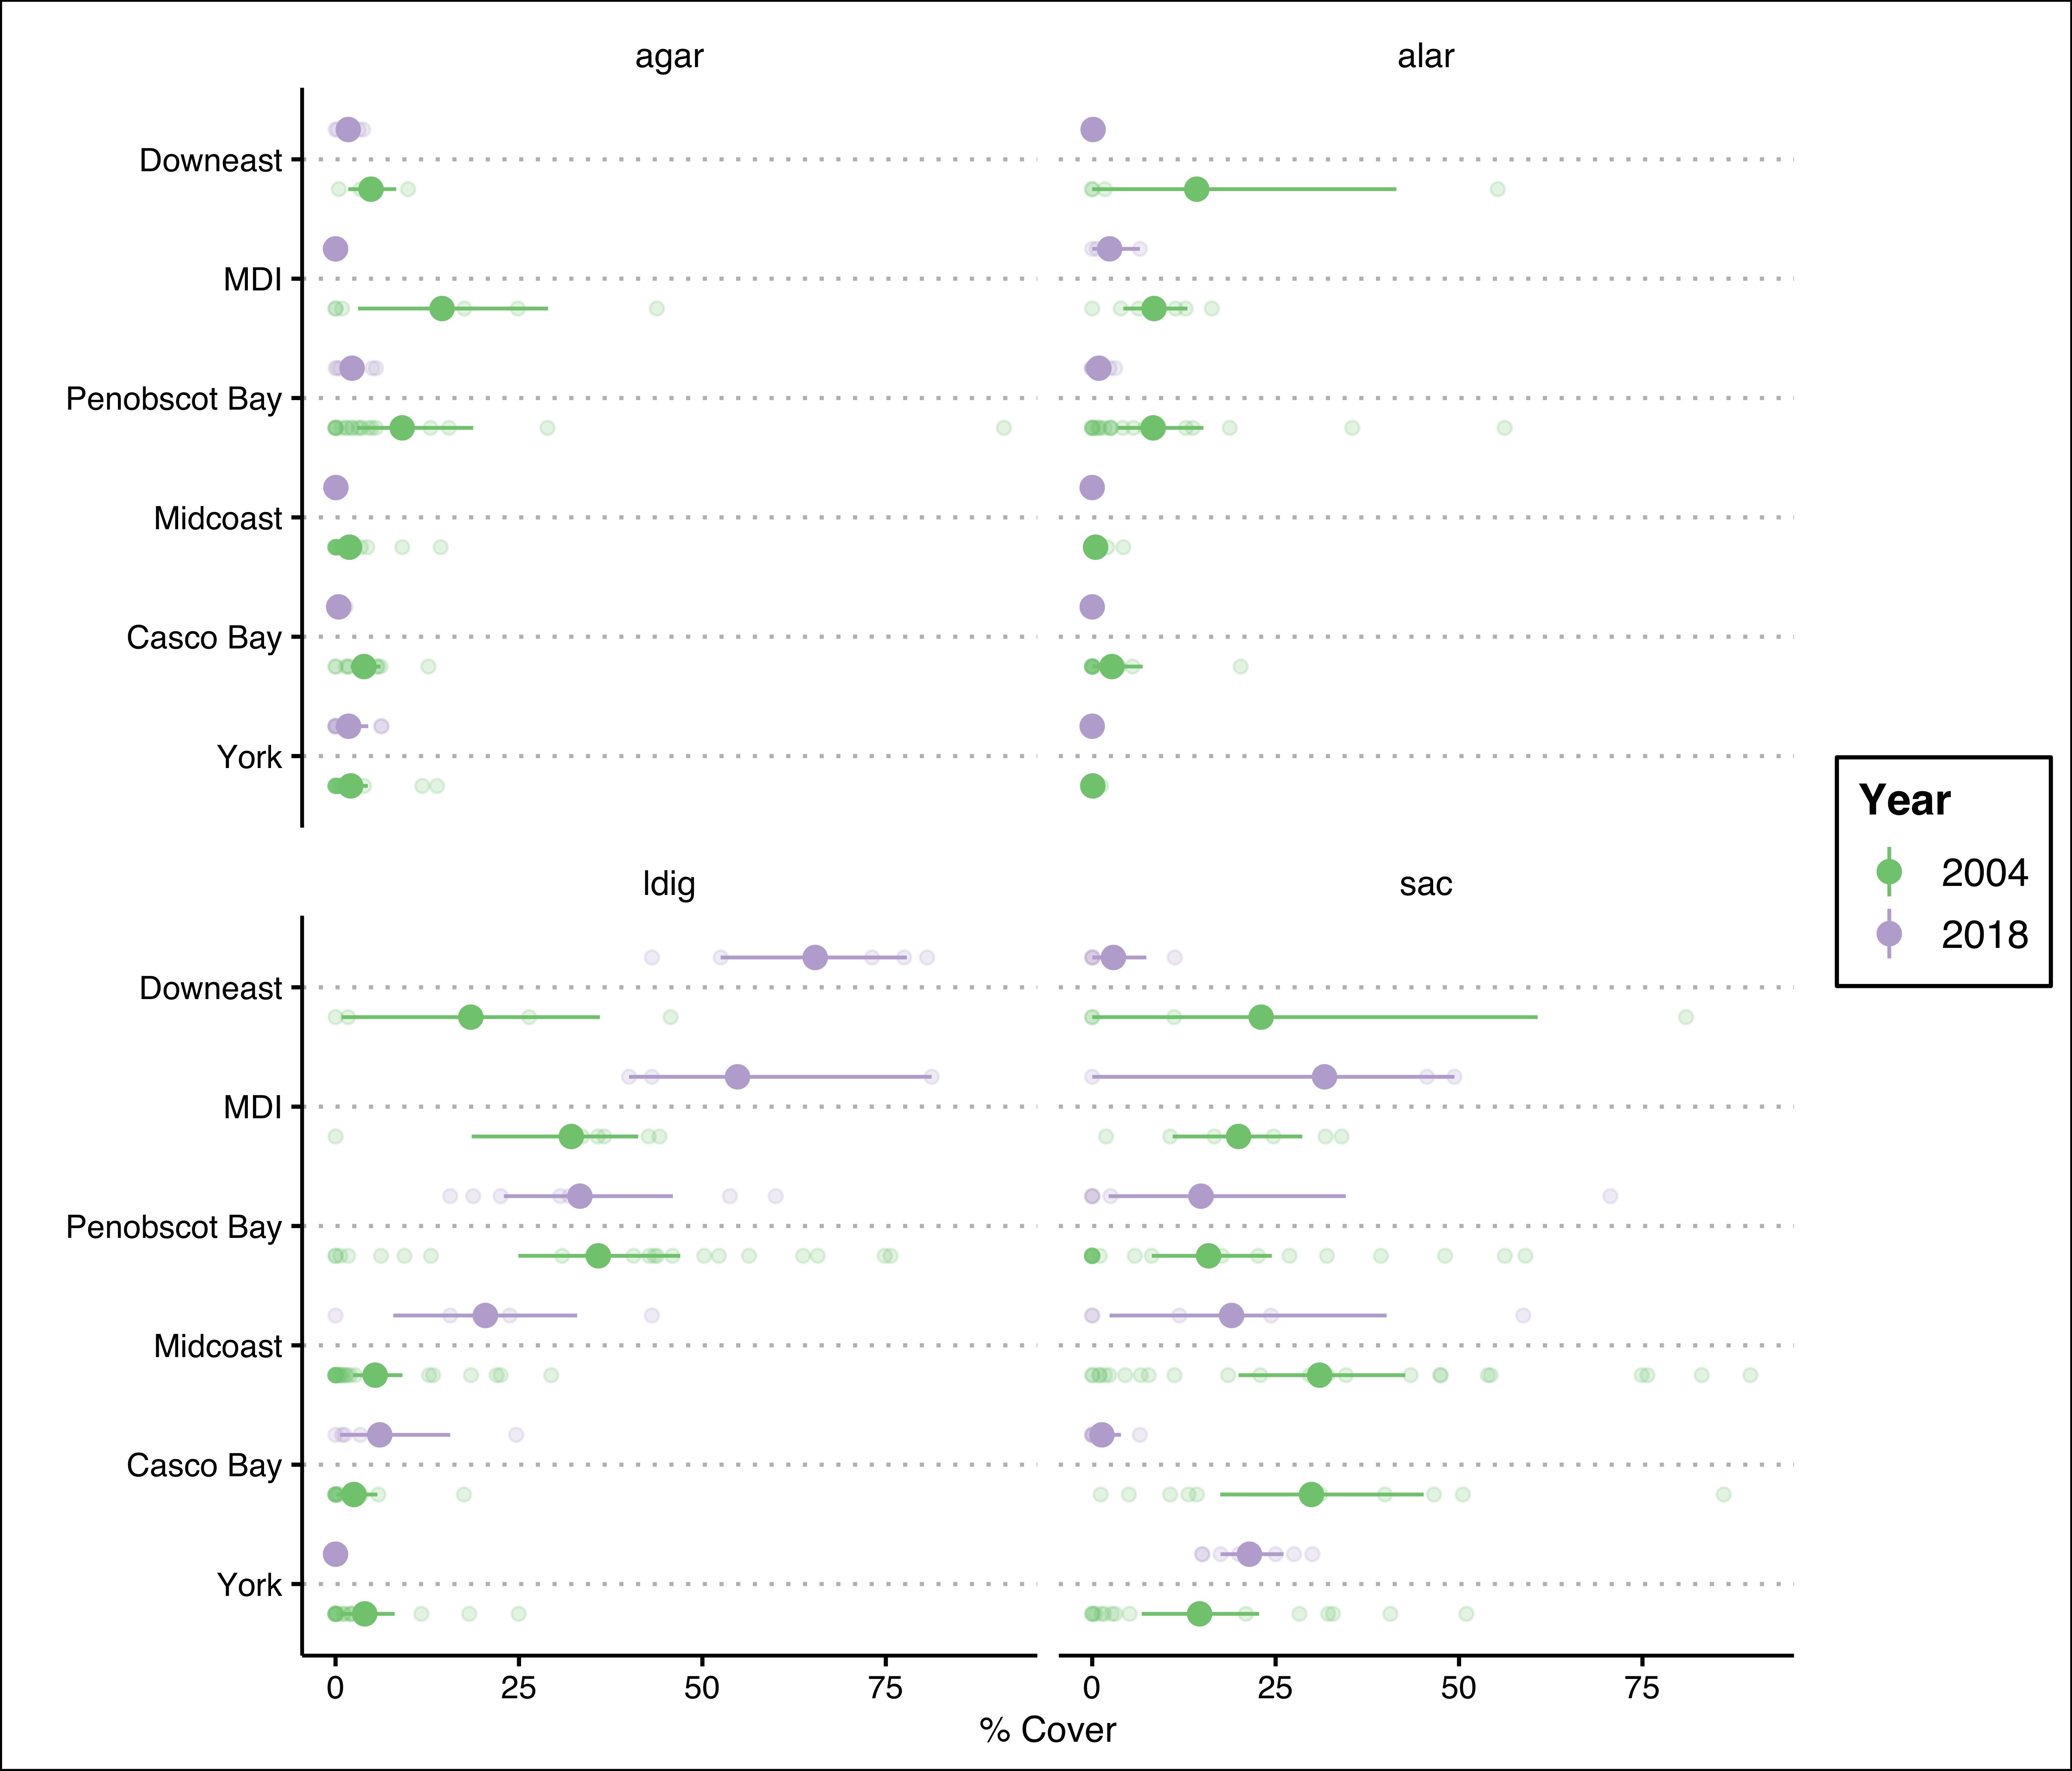 agar
alar
Downeast
MDI
Penobscot Bay
Midcoast
Casco Bay
York
ldig
sac
Downeast
MDI
Penobscot Bay
Midcoast
Casco Bay
York
0 25 50 75
0 25 50 75
% Cover
Year
2004
2018